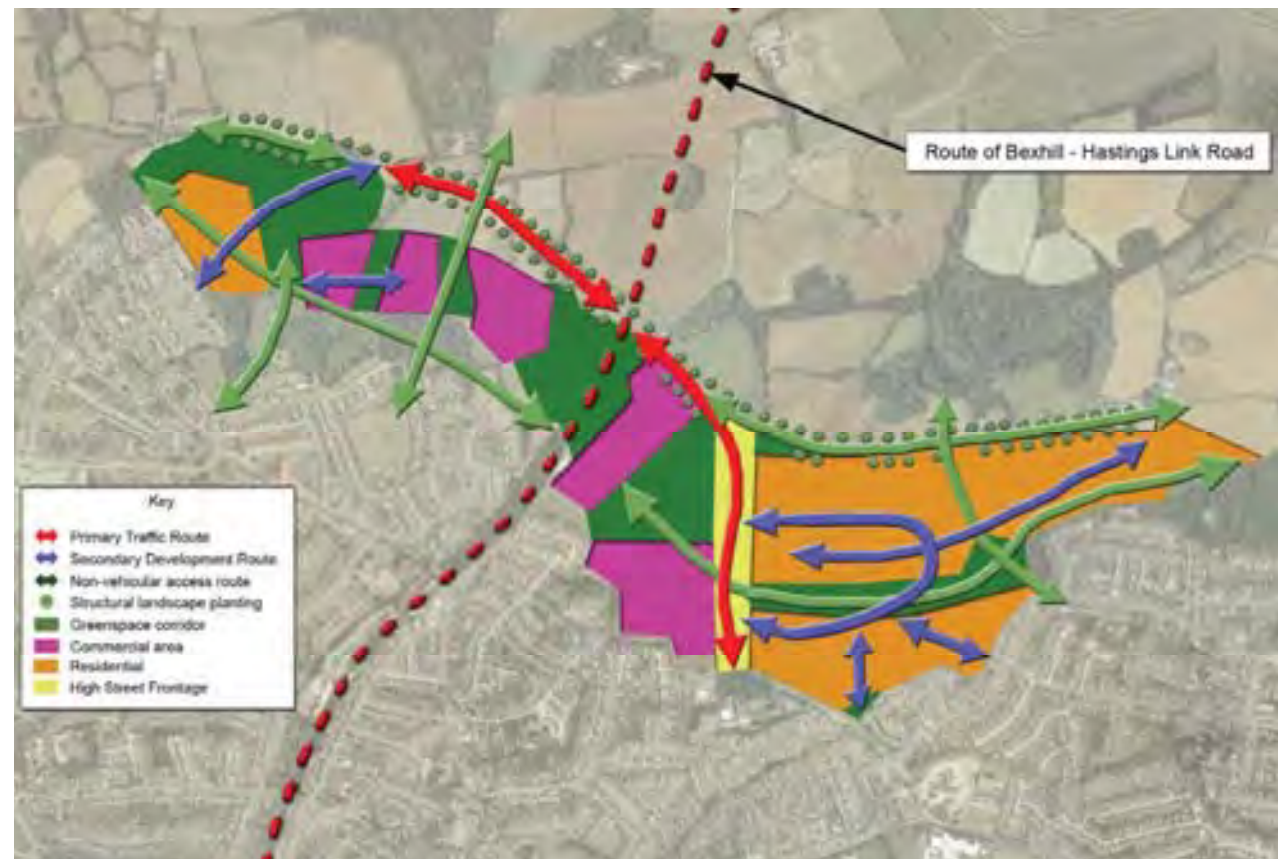 Route of Bexhill - Hastings Link Road
Key
Primary Traffic Route
Secondary Development Route
Non-vehicular access route
Structural landscape planting
Greenspace corridor
Commercial area
Residential
High Street Frontage